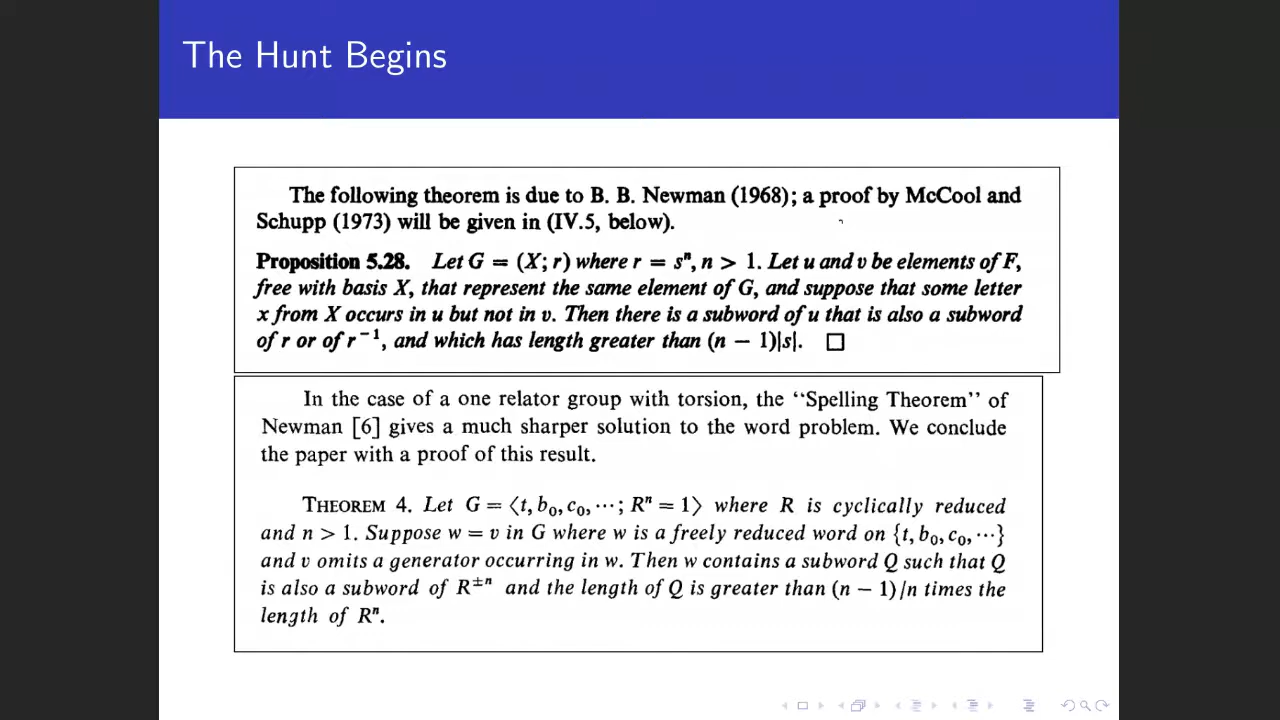 The Hunt Begins
The following theorem is due to B. B. Newman (1968); a proof by McCool and
Schupp (1973) will be given in (IV.5, below).
Proposition 5.28. Let G = (X; r) where r = sⁿ, n > 1. Let u and v be elements of F,
free with basis X, that represent the same element of G, and suppose that some letter
x from X occurs in u but not in v. Then there is a subword of u that is also a subword
of r or of r⁻¹, and which has length greater than (n − 1)|s|. □
In the case of a one relator group with torsion, the “Spelling Theorem” of
Newman [6] gives a much sharper solution to the word problem. We conclude
the paper with a proof of this result.
THEOREM 4. Let G = ⟨t, b₀, c₀, ⋯; Rⁿ = 1⟩ where R is cyclically reduced
and n > 1. Suppose w = v in G where w is a freely reduced word on {t, b₀, c₀, ⋯}
and v omits a generator occurring in w. Then w contains a subword Q such that Q
is also a subword of R^±ⁿ and the length of Q is greater than (n − 1)/n times the
length of Rⁿ.